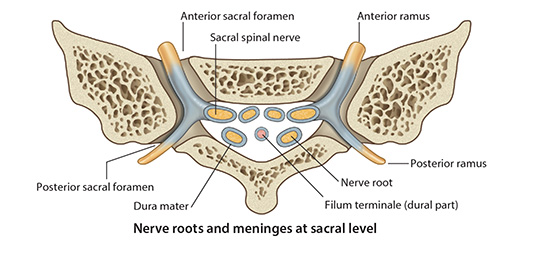 Anterior sacral foramen
Anterior ramus
Sacral spinal nerve
Posterior ramus
Posterior sacral foramen
Nerve root
Dura mater
Filum terminale (dural part)
Nerve roots and meninges at sacral level